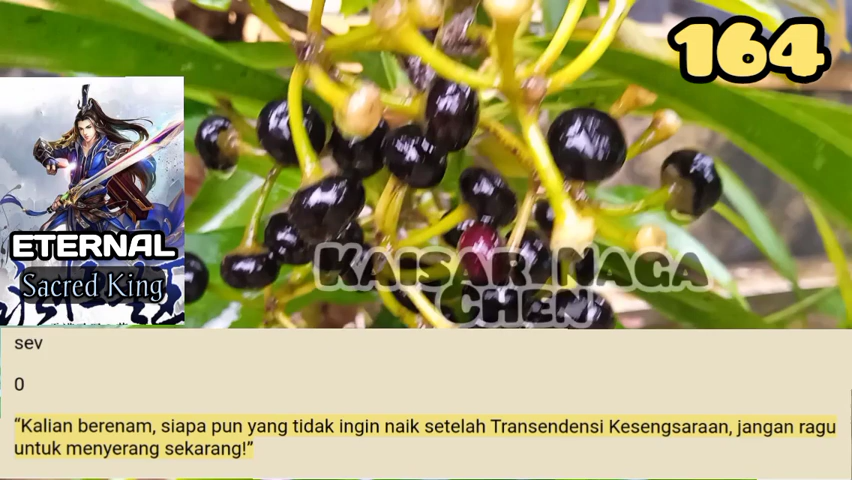 164
ETERNAL
Sacred King
KAISAR NAGA
CHEN
sev
0
“Kalian berenam, siapa pun yang tidak ingin naik setelah Transendensi Kesengsaraan, jangan ragu
untuk menyerang sekarang!”